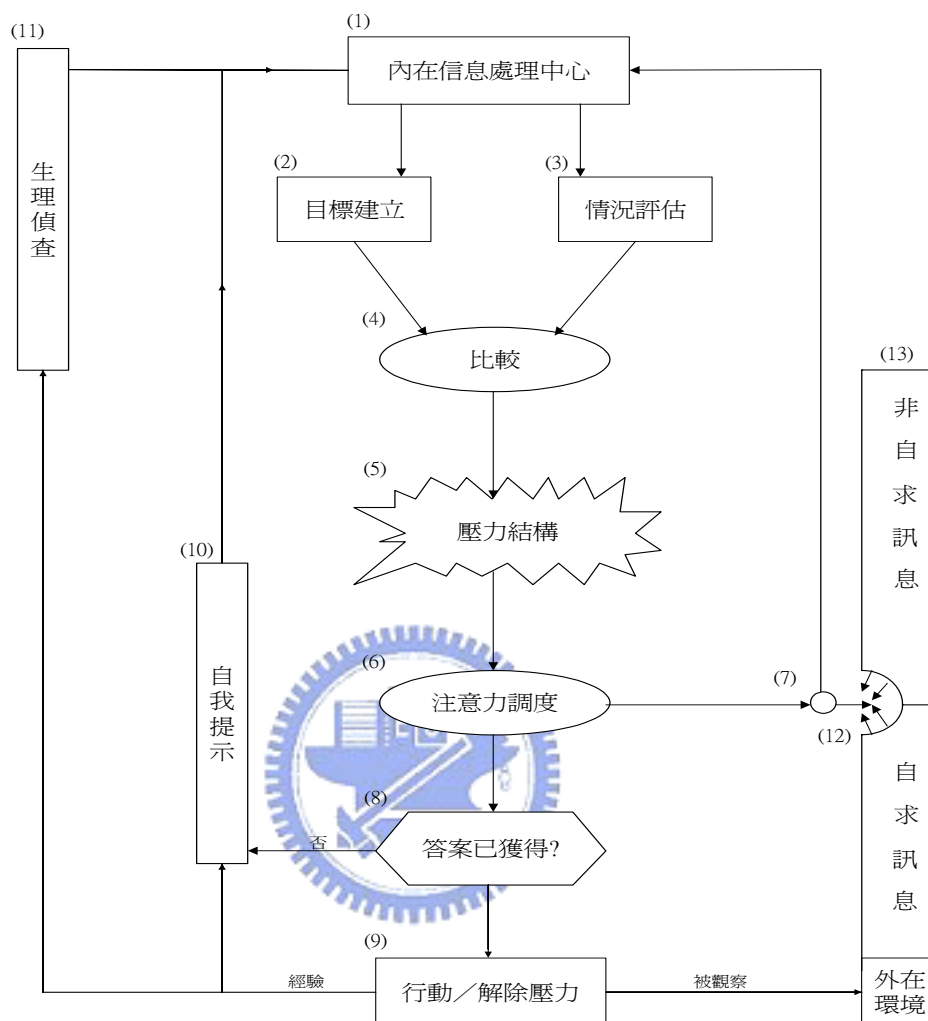 (1)
(11)
內在信息處理中心
(2)
(3)
生理偵查
目標建立
情況評估
(4)
比較
(13)
非自求訊息
(5)
壓力結構
(10)
自我提示
(6)
注意力調度
(7)
(12)
自求訊息
(8)
否
答案已獲得?
(9)
經驗
行動／解除壓力
被觀察
外在
環境